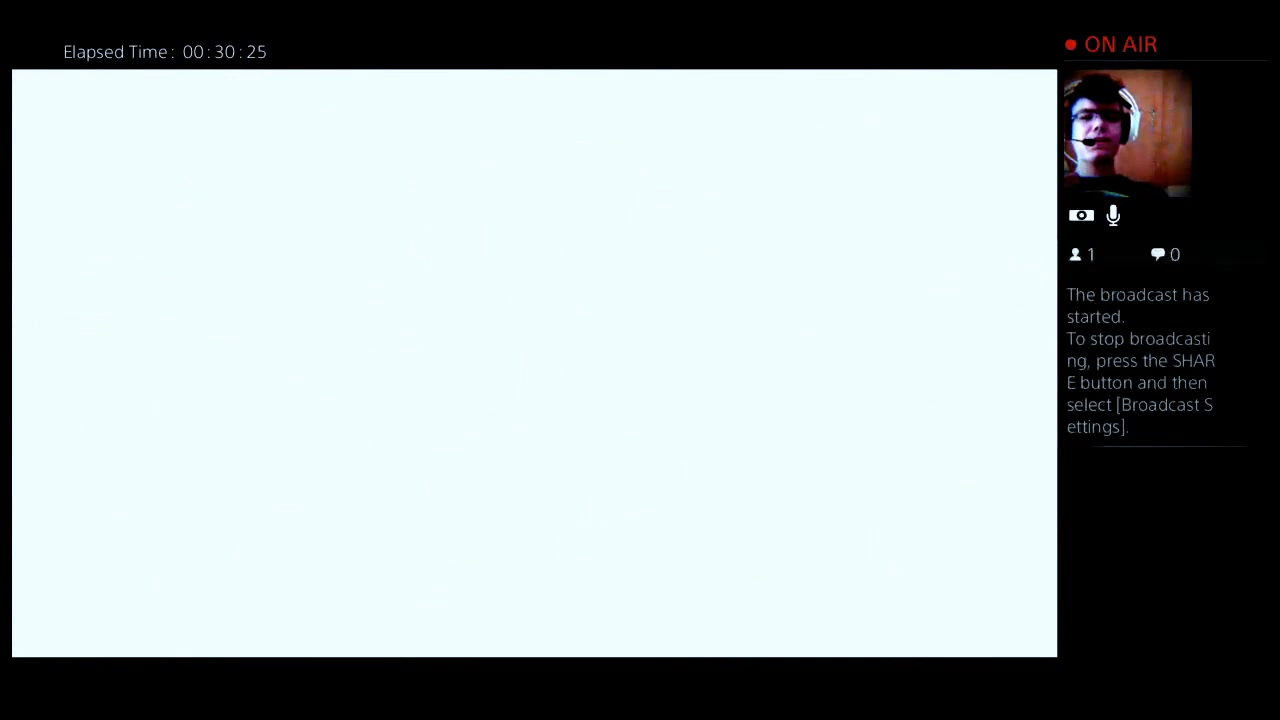 Elapsed Time: 00:30:25
ON AIR
1 0
The broadcast has
started.
To stop broadcasti
ng, press the SHAR
E button and then
select [Broadcast S
ettings].